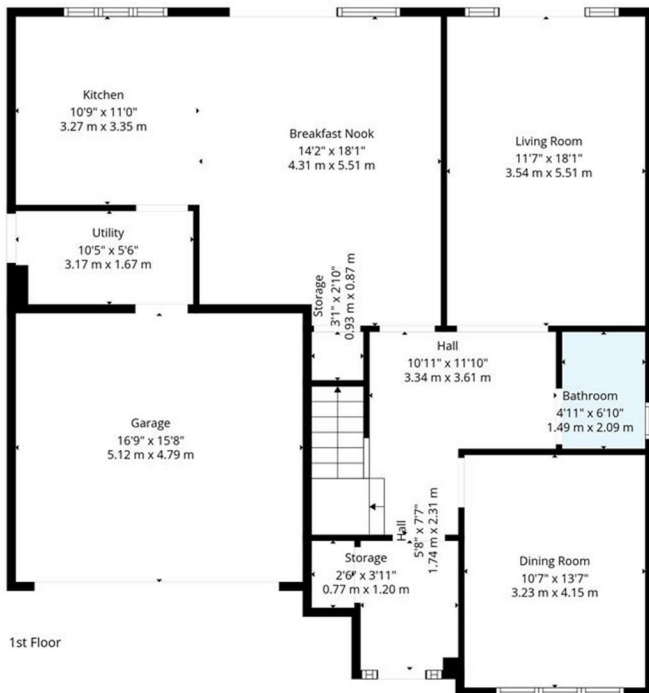 Kitchen
10'9" x 11'0"
3.27 m x 3.35 m
Breakfast Nook
14'2" x 18'1"
4.31 m x 5.51 m
Living Room
11'7" x 18'1"
3.54 m x 5.51 m
Utility
10'5" x 5'6"
3.17 m x 1.67 m
Storage
3'1" x 2'10"
0.93 m x 0.87 m
Hall
10'11" x 11'10"
3.34 m x 3.61 m
Bathroom
4'11" x 6'10"
1.49 m x 2.09 m
Garage
16'9" x 15'8"
5.12 m x 4.79 m
Hall
5'8" x 7'7"
1.74 m x 2.31 m
Storage
2'6" x 3'11"
0.77 m x 1.20 m
Dining Room
10'7" x 13'7"
3.23 m x 4.15 m
1st Floor